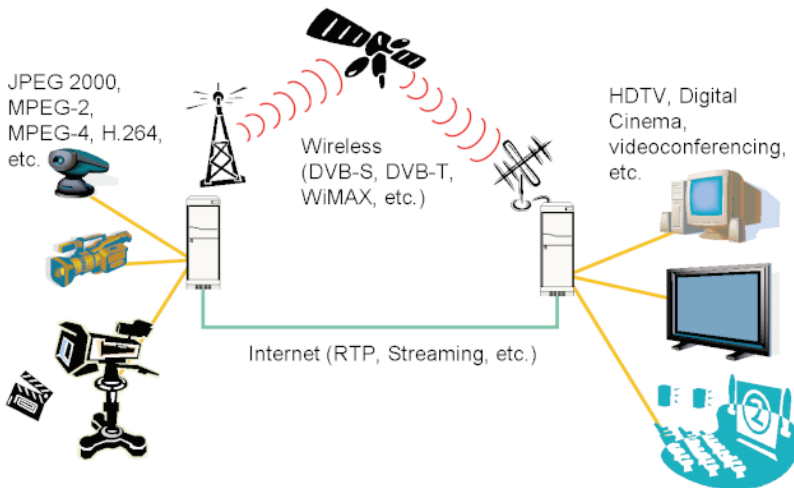 JPEG 2000,
MPEG-2,
MPEG-4, H.264,
etc.
Wireless
(DVB-S, DVB-T,
WiMAX, etc.)
HDTV, Digital
Cinema,
videoconferencing,
etc.
Internet (RTP, Streaming, etc.)
2